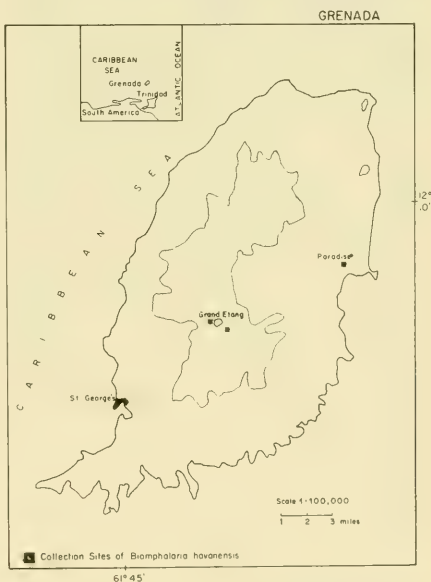 GRENADA
CARIBBEAN
SEA
ATLANTIC OCEAN
Grenada
Trinidad
South America
CARIBBEAN SEA
12°
.0'
Paradise
Grand Etang
St George's
Scale 1-100,000
1 2 3 miles
Collection Sites of Biomphalaria havanensis
61° 45'